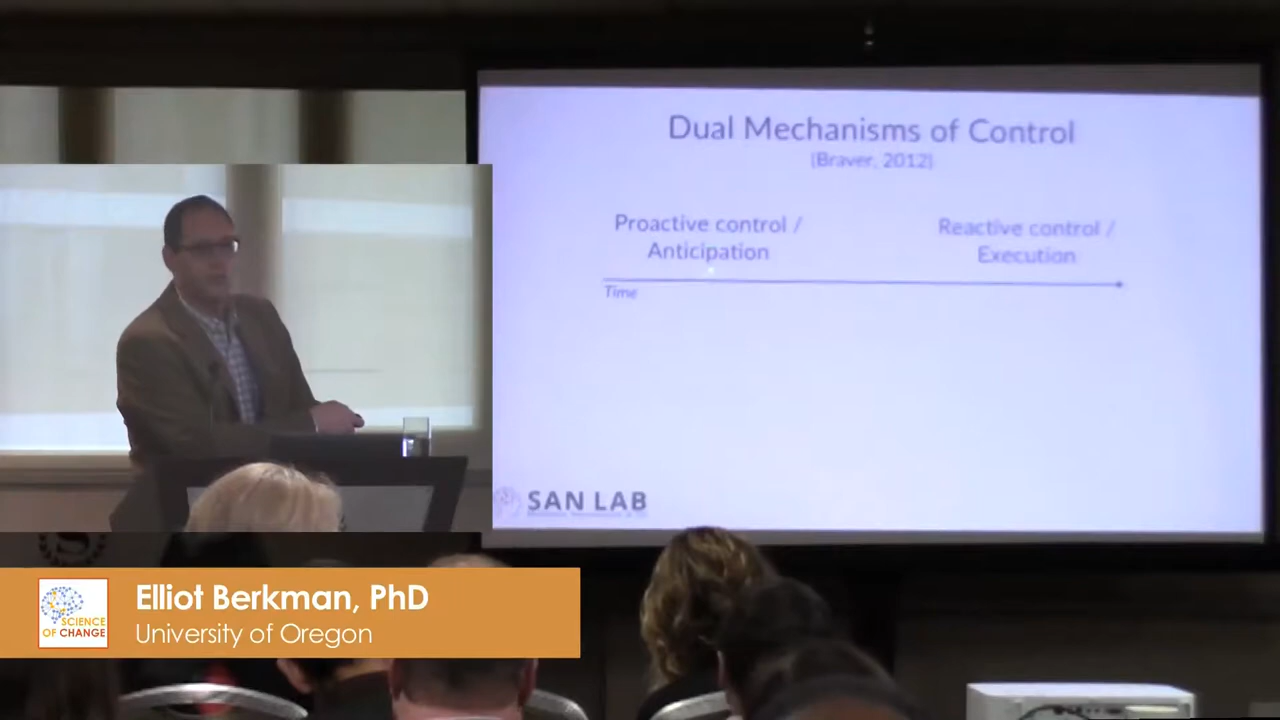 Dual Mechanisms of Control
(Braver, 2012)
Proactive control /
Anticipation
Reactive control /
Execution
Time
SAN LAB
SCIENCE
OF CHANGE
Elliot Berkman, PhD
University of Oregon